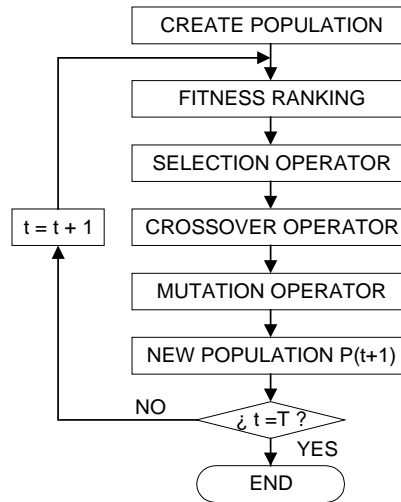 CREATE POPULATION
FITNESS RANKING
SELECTION OPERATOR
t = t + 1
CROSSOVER OPERATOR
MUTATION OPERATOR
NEW POPULATION P(t+1)
NO
¿ t =T ?
YES
END